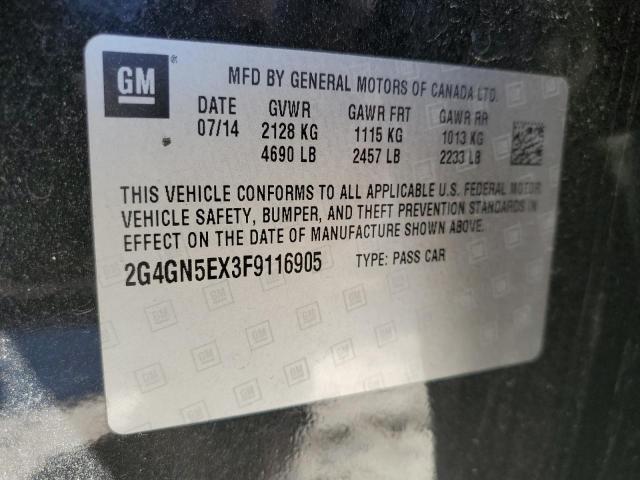 GM
MFD BY GENERAL MOTORS OF CANADA LTD.
DATE GVWR GAWR FRT GAWR RR
07/14 2128 KG 1115 KG 1013 KG
4690 LB 2457 LB 2233 LB
THIS VEHICLE CONFORMS TO ALL APPLICABLE U.S. FEDERAL MOTOR
VEHICLE SAFETY, BUMPER, AND THEFT PREVENTION STANDARDS IN
EFFECT ON THE DATE OF MANUFACTURE SHOWN ABOVE.
2G4GN5EX3F9116905 TYPE: PASS CAR